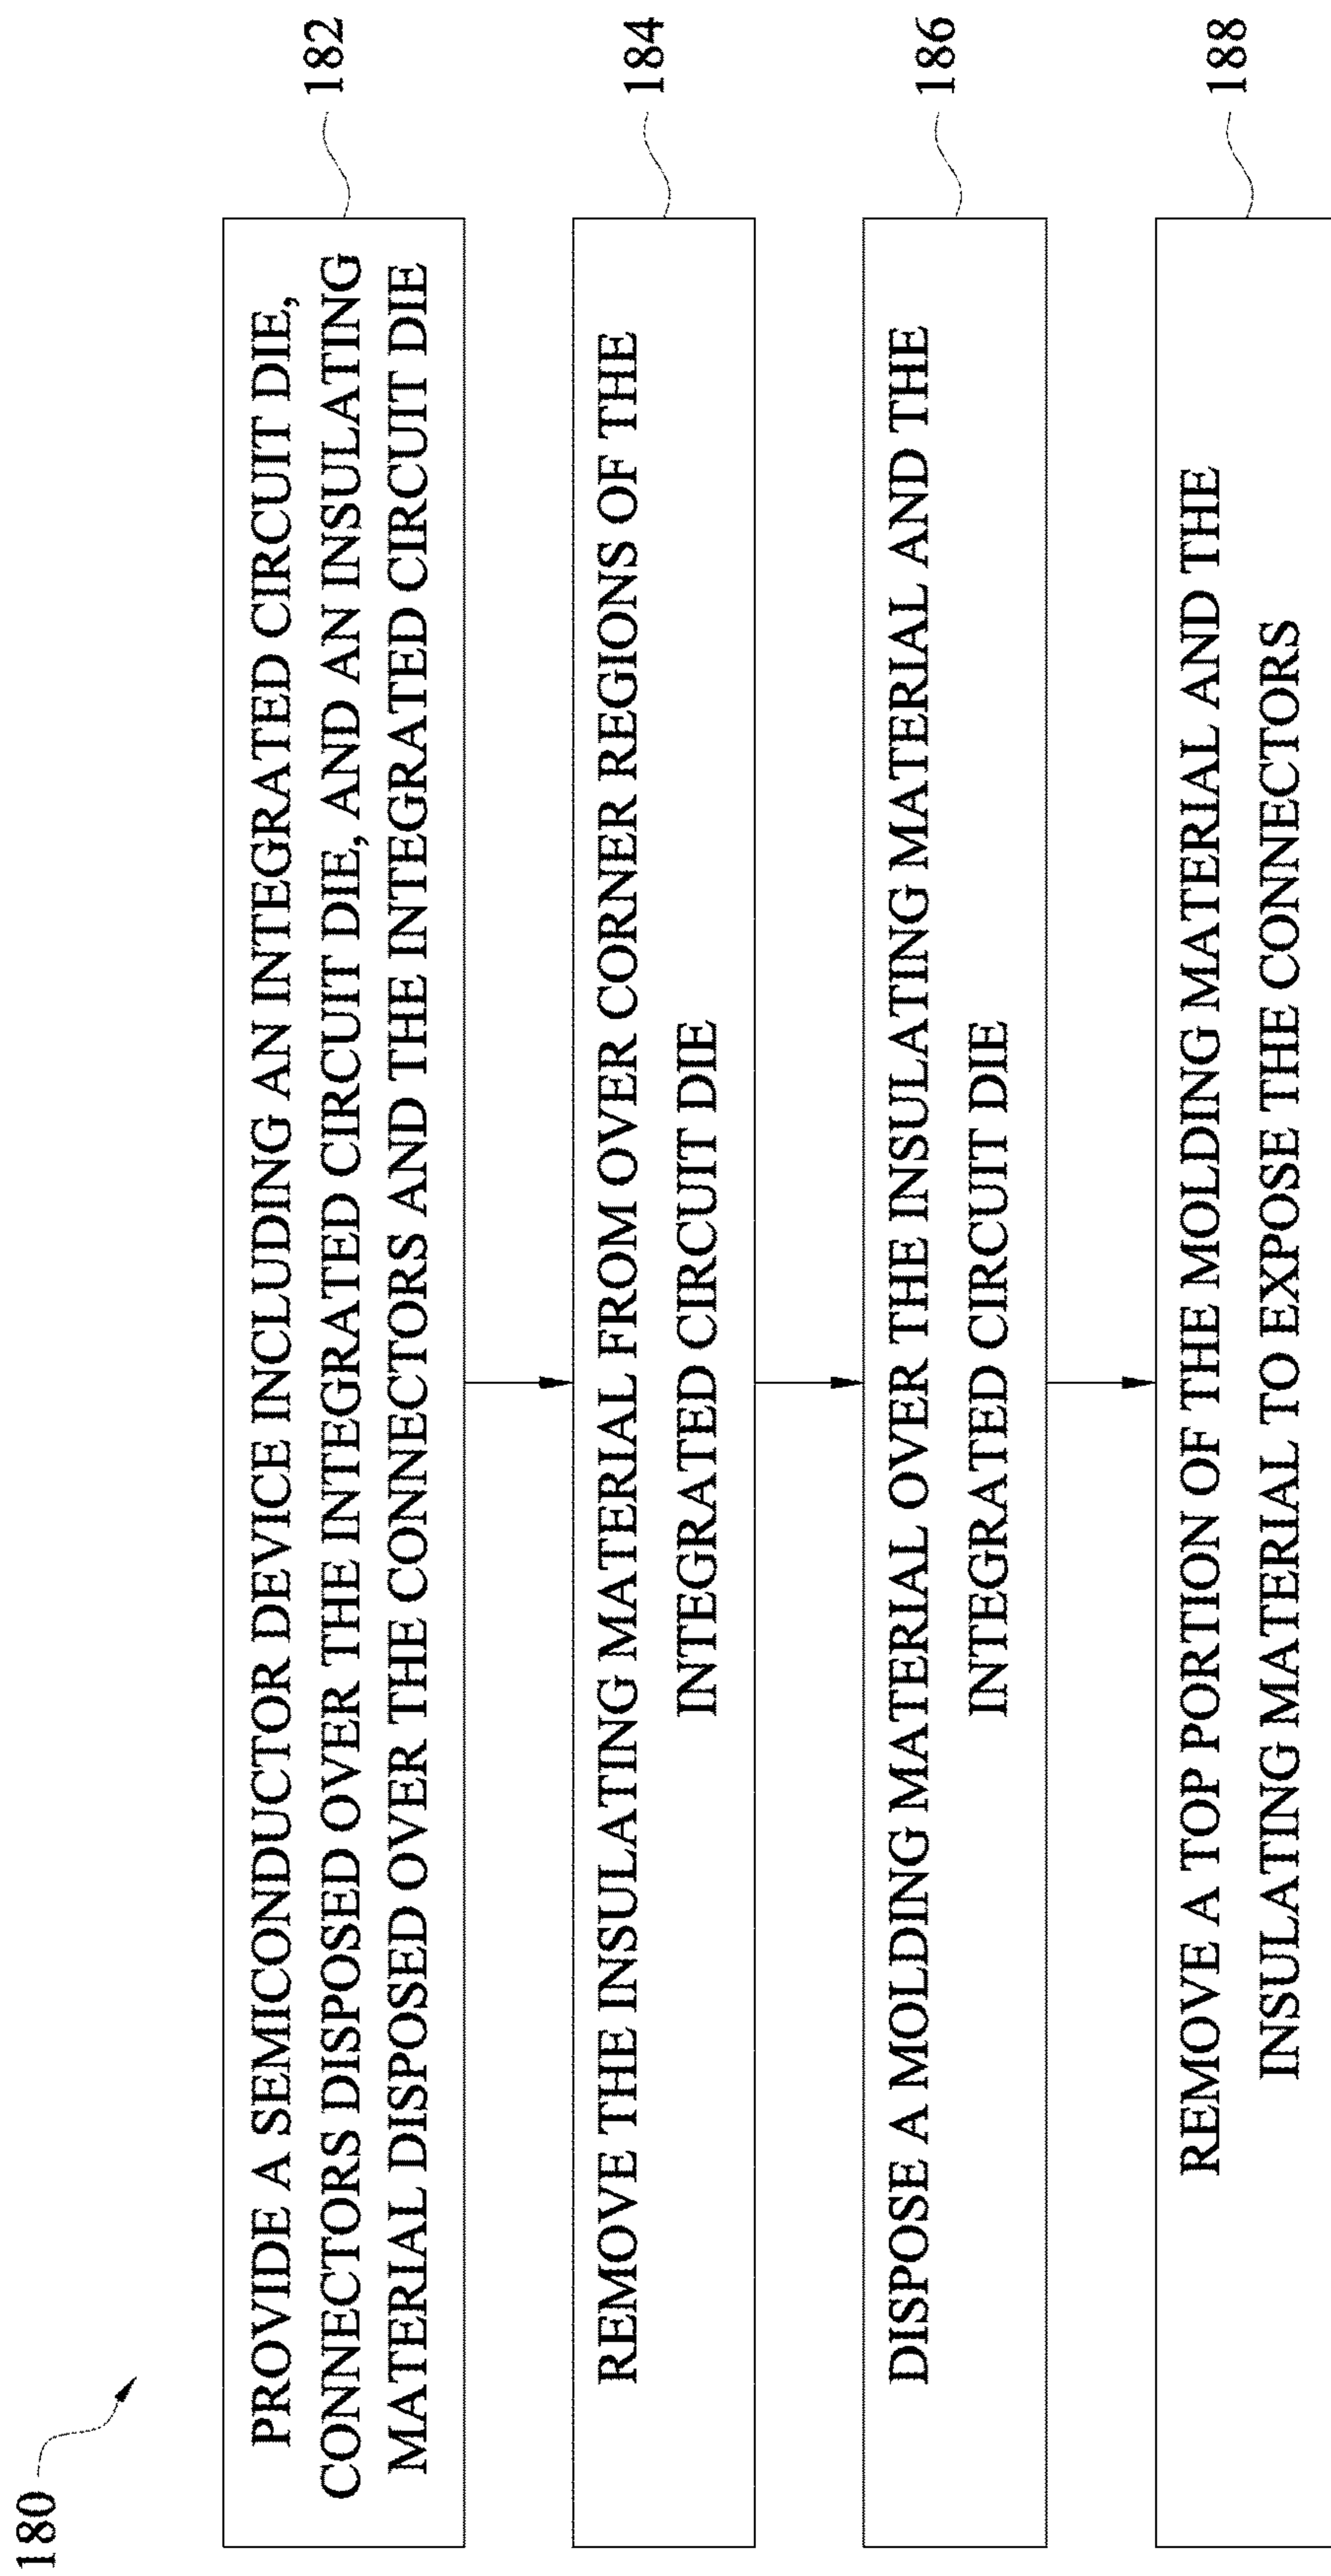 180
PROVIDE A SEMICONDUCTOR DEVICE INCLUDING AN INTEGRATED CIRCUIT DIE,
CONNECTORS DISPOSED OVER THE INTEGRATED CIRCUIT DIE, AND AN INSULATING
MATERIAL DISPOSED OVER THE CONNECTORS AND THE INTEGRATED CIRCUIT DIE
182
REMOVE THE INSULATING MATERIAL FROM OVER CORNER REGIONS OF THE
INTEGRATED CIRCUIT DIE
184
DISPOSE A MOLDING MATERIAL OVER THE INSULATING MATERIAL AND THE
INTEGRATED CIRCUIT DIE
186
REMOVE A TOP PORTION OF THE MOLDING MATERIAL AND THE
INSULATING MATERIAL TO EXPOSE THE CONNECTORS
188